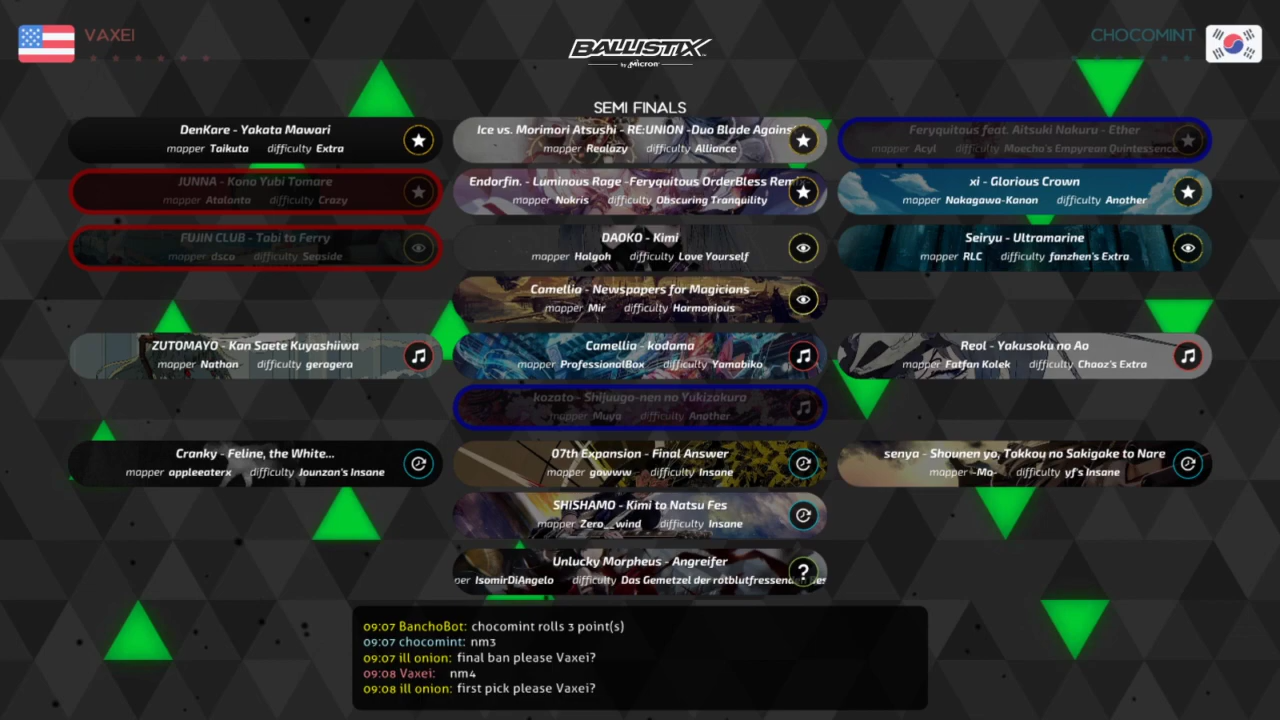 VAXEI
CHOCOMINT
BALLISTIX
by Micron
SEMI FINALS
DenKare - Yakata Mawari
mapper Taikuta difficulty Extra
Ice vs. Morimori Atsushi - RE:UNION -Duo Blade Agains
mapper Realazy difficulty Alliance
Feryquitous feat. Aitsuki Nakuru - Ether
mapper Acyl difficulty Moecha's Empyrean Quintessence
JUNNA - Kono Yubi Tomare
mapper Atalanta difficulty Crazy
Endorfin. - Luminous Rage -Feryquitous OrderBless Rem
mapper Nokris difficulty Obscuring Tranquility
xi - Glorious Crown
mapper Nakagawa-Kanon difficulty Another
FUJIN CLUB - Tabi to Ferry
mapper dsco difficulty Seaside
DAOKO - Kimi
mapper Halgoh difficulty Love Yourself
Seiryu - Ultramarine
mapper RLC difficulty fanzhen's Extra
Camellia - Newspapers for Magicians
mapper Mir difficulty Harmonious
ZUTOMAYO - Kan Saete Kuyashiiwa
mapper Nathan difficulty geragera
Camellia - kodama
mapper ProfessionalBox difficulty Yamabiko
Reol - Yakusoku no Ao
mapper Fatfan Kolek difficulty Chaoz's Extra
kozato - Shijuugo-nen no Yukizakura
mapper Muya difficulty Another
Cranky - Feline, the White...
mapper appleeaterx difficulty Jounzan's Insane
07th Expansion - Final Answer
mapper gowww difficulty Insane
senya - Shounen yo, Tokkou no Sakigake to Nare
mapper -Mo- difficulty yf's Insane
SHISHAMO - Kimi to Natsu Fes
mapper Zero__wind difficulty Insane
Unlucky Morpheus - Angreifer
per IsomirDiAngelo difficulty Das Gemetzel der rotblutfressend
?
09:07 BanchoBot: chocomint rolls 3 point(s)
09:07 chocomint: nm3
09:07 ill onion: final ban please Vaxei?
09:08 Vaxei: nm4
09:08 ill onion: first pick please Vaxei?